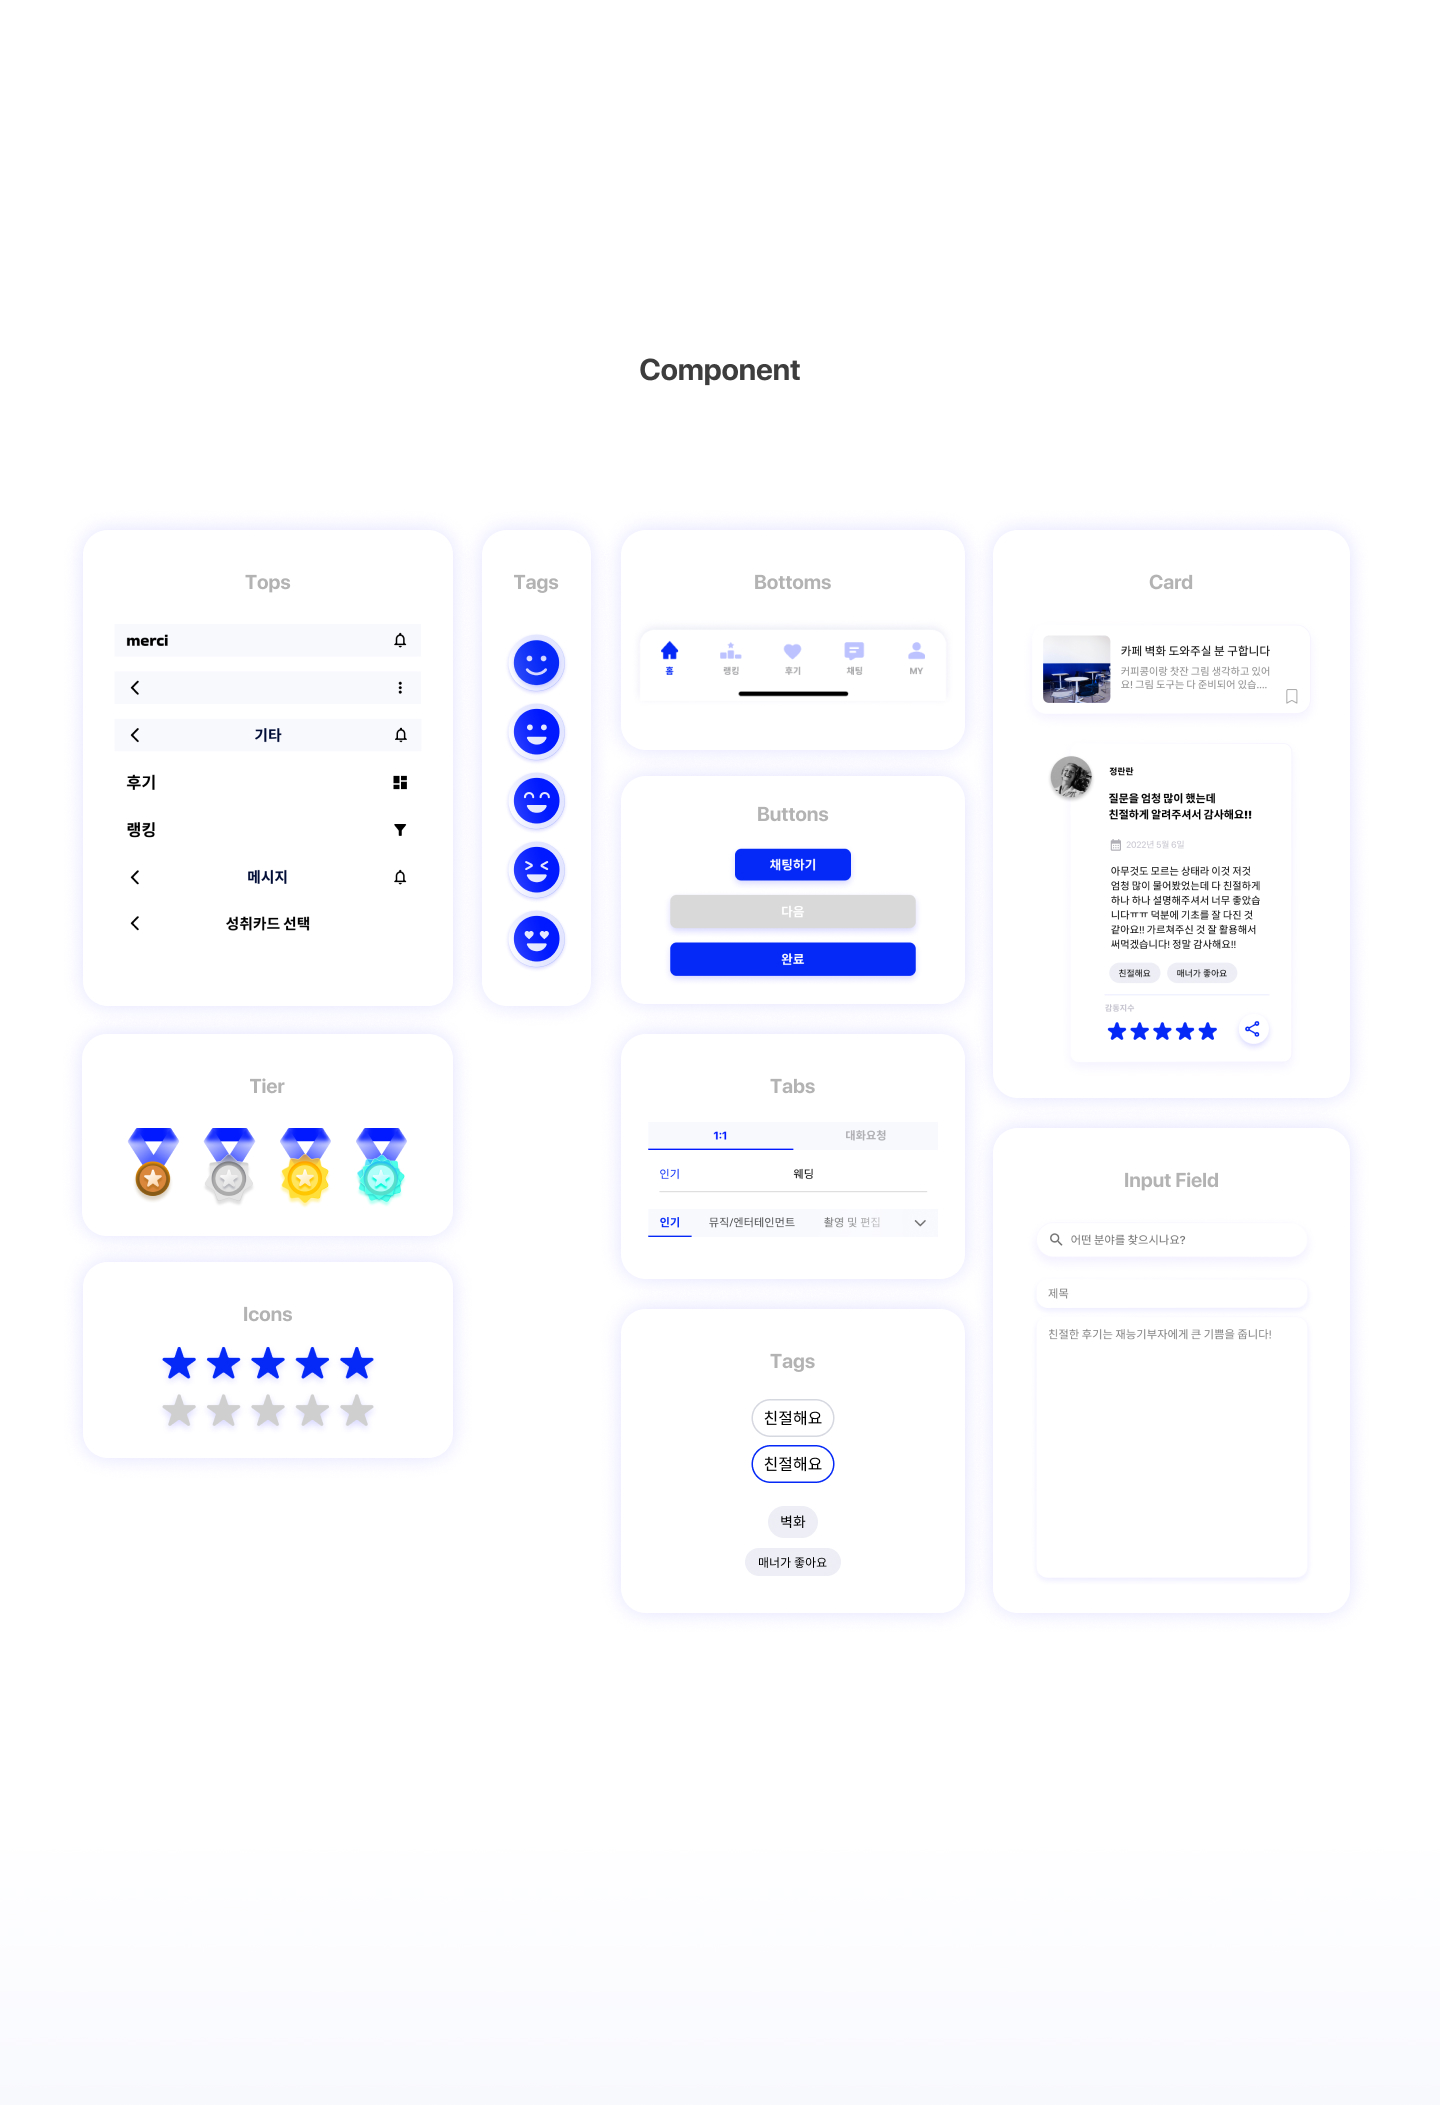 Component
Tops
merci
기타
후기
랭킹
메시지
성취카드 선택
Tags
Bottoms
홈
랭킹
후기
채팅
MY
Buttons
채팅하기
다음
완료
Card
카페 벽화 도와주실 분 구합니다
커피콩이랑 찻잔 그림 생각하고 있어
요! 그림 도구는 다 준비되어 있습....
정란란
질문을 엄청 많이 했는데
친절하게 알려주셔서 감사해요!!
2022년 5월 6일
아무것도 모르는 상태라 이것 저것
엄청 많이 물어봤었는데 다 친절하게
하나 하나 설명해주셔서 너무 좋았습
니다ㅠㅠ 덕분에 기초를 잘 다진 것
같아요!! 가르쳐주신 것 잘 활용해서
써먹겠습니다! 정말 감사해요!!
친절해요
매너가 좋아요
감동지수
Tier
Icons
Tabs
1:1
대화요청
인기
웨딩
인기
뮤직/엔터테인먼트
촬영 및 편집
Tags
친절해요
친절해요
벽화
매너가 좋아요
Input Field
어떤 분야를 찾으시나요?
제목
친절한 후기는 재능기부자에게 큰 기쁨을 줍니다!